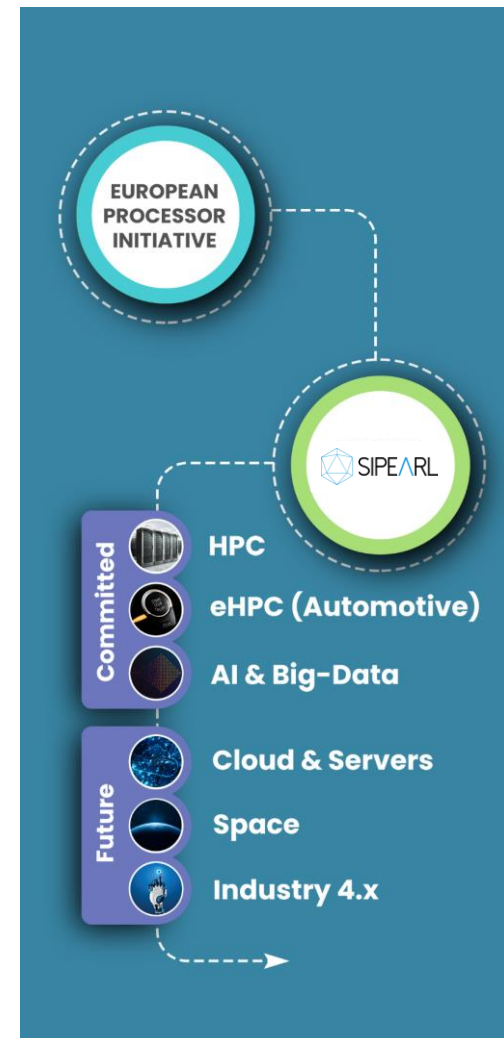 EUROPEAN
PROCESSOR
INITIATIVE
SIPEARL
Committed
HPC
eHPC (Automotive)
AI & Big-Data
Future
Cloud & Servers
Space
Industry 4.x